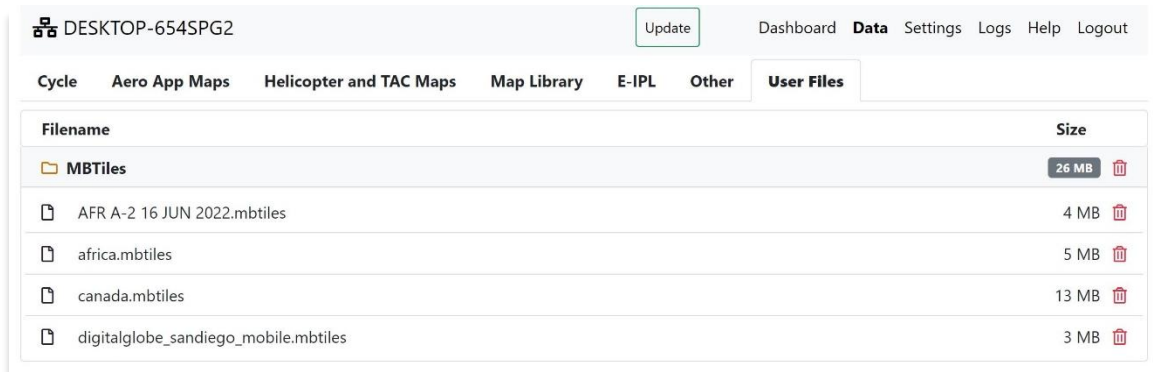 DESKTOP-654SPG2 Update Dashboard Data Settings Logs Help Logout
Cycle Aero App Maps Helicopter and TAC Maps Map Library E-IPL Other User Files
Filename Size
MBTiles 26 MB
AFR A-2 16 JUN 2022.mbtiles 4 MB
africa.mbtiles 5 MB
canada.mbtiles 13 MB
digitalglobe_sandiego_mobile.mbtiles 3 MB